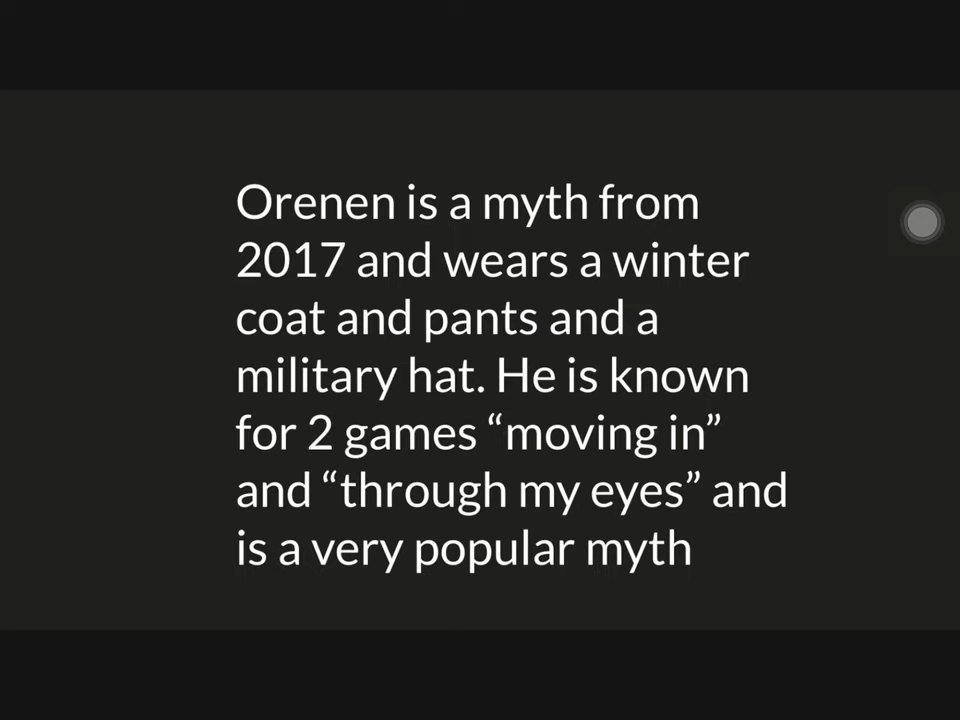 Orenen is a myth from
2017 and wears a winter
coat and pants and a
military hat. He is known
for 2 games “moving in”
and “through my eyes” and
is a very popular myth